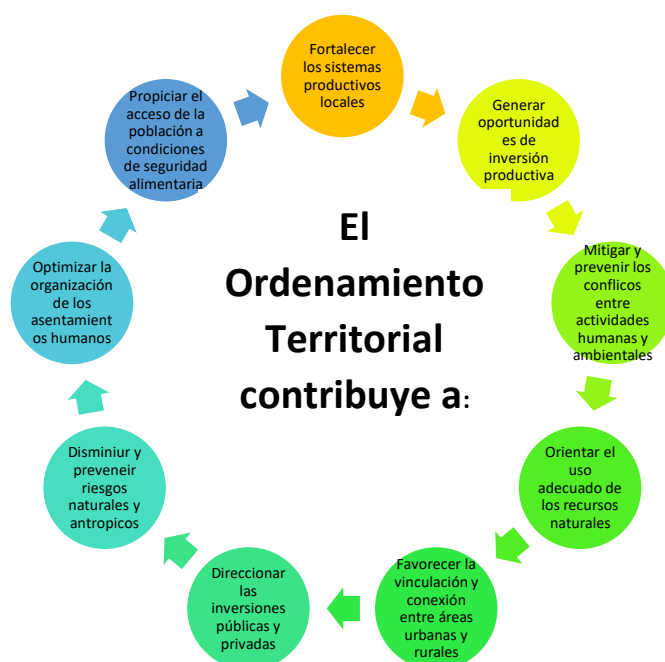 Fortalecer
los sistemas
productivos
locales
Generar
oportunidad
es de
inversión
productiva
Mitigar y
prevenir los
conflicos
entre
actividades
humanas y
ambientales
Orientar el
uso
adecuado de
los recursos
naturales
Favorecer la
vinculación y
conexión
entre áreas
urbanas y
rurales
Direccionar
las
inversiones
públicas y
privadas
Disminiur y
preveneir
riesgos
naturales y
antropicos
Optimizar la
organización
de los
asentamient
os humanos
Propiciar el
acceso de la
población a
condiciones
de seguridad
alimentaria
El
Ordenamiento
Territorial
contribuye a: